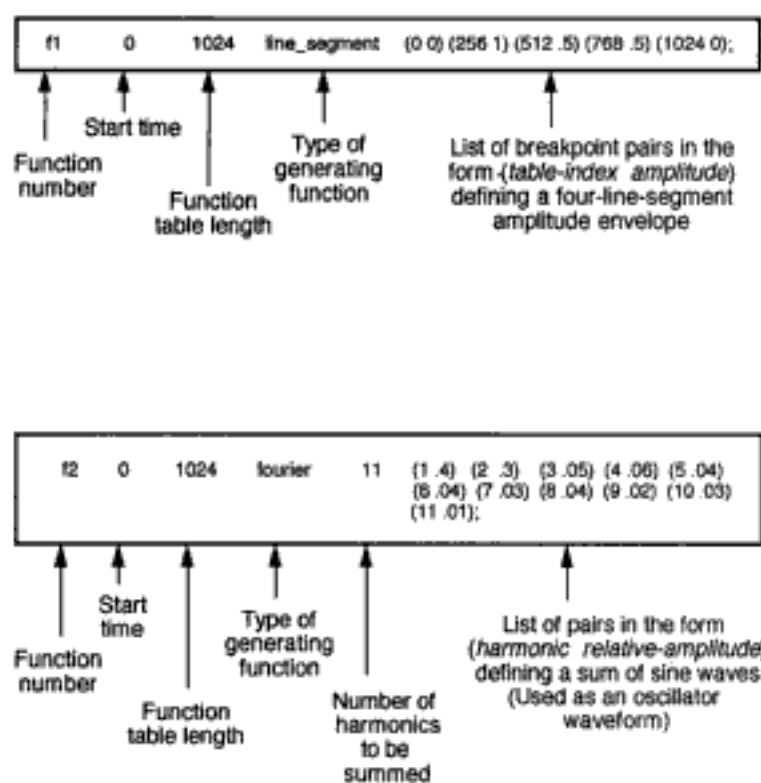 f1 0 1024 line_segment (0 0) (256 1) (512 .5) (768 .5) (1024 0);
Function
number
Start time
Function
table length
Type of
generating
function
List of breakpoint pairs in the
form (table-index amplitude)
defining a four-line-segment
amplitude envelope
f2 0 1024 fourier 11 (1 .4) (2 .3) (3 .05) (4 .06) (5 .04)
(6 .04) (7 .03) (8 .04) (9 .02) (10 .03)
(11 .01);
Function
number
Start
time
Function
table length
Type of
generating
function
Number of
harmonics
to be
summed
List of pairs in the form
(harmonic relative-amplitude)
defining a sum of sine waves
(Used as an oscillator
waveform)